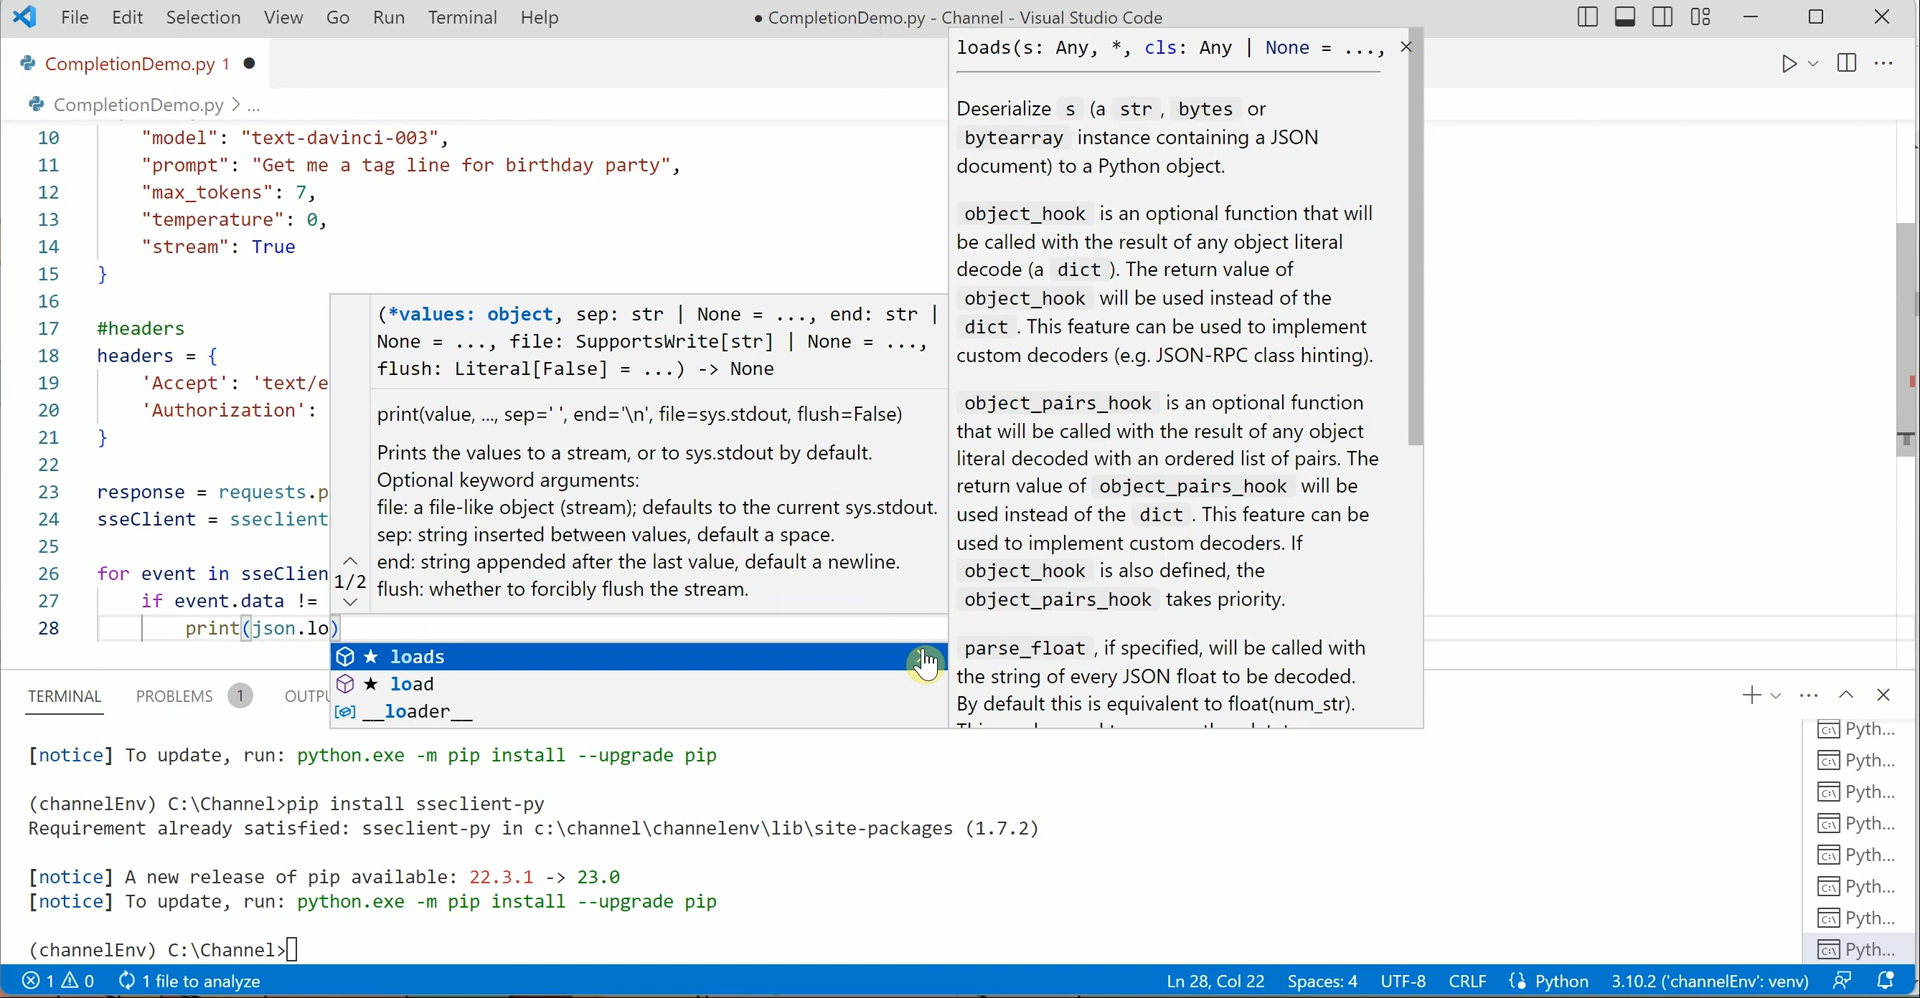 File Edit Selection View Go Run Terminal Help
● CompletionDemo.py - Channel - Visual Studio Code
CompletionDemo.py 1 ●
CompletionDemo.py > ...
10 "model": "text-davinci-003",
11 "prompt": "Get me a tag line for birthday party",
12 "max_tokens": 7,
13 "temperature": 0,
14 "stream": True
15 }
16
17 #headers
18 headers = {
19 'Accept': 'text/e
20 'Authorization':
21 }
22
23 response = requests.p
24 sseClient = sseclient
25
26 for event in sseClien
27 if event.data !=
28 print(json.lo)
(*values: object, sep: str | None = ..., end: str |
None = ..., file: SupportsWrite[str] | None = ...,
flush: Literal[False] = ...) -> None
print(value, ..., sep=' ', end='\n', file=sys.stdout, flush=False)
Prints the values to a stream, or to sys.stdout by default.
Optional keyword arguments:
file: a file-like object (stream); defaults to the current sys.stdout.
sep: string inserted between values, default a space.
end: string appended after the last value, default a newline.
1/2
flush: whether to forcibly flush the stream.
★ loads
★ load
__loader__
loads(s: Any, *, cls: Any | None = ...,
Deserialize s (a str, bytes or
bytearray instance containing a JSON
document) to a Python object.
object_hook is an optional function that will
be called with the result of any object literal
decode (a dict). The return value of
object_hook will be used instead of the
dict. This feature can be used to implement
custom decoders (e.g. JSON-RPC class hinting).
object_pairs_hook is an optional function
that will be called with the result of any object
literal decoded with an ordered list of pairs. The
return value of object_pairs_hook will be
used instead of the dict. This feature can be
used to implement custom decoders. If
object_hook is also defined, the
object_pairs_hook takes priority.
parse_float, if specified, will be called with
the string of every JSON float to be decoded.
By default this is equivalent to float(num_str).
TERMINAL PROBLEMS 1 OUTPU
[notice] To update, run: python.exe -m pip install --upgrade pip
(channelEnv) C:\Channel>pip install sseclient-py
Requirement already satisfied: sseclient-py in c:\channel\channelenv\lib\site-packages (1.7.2)
[notice] A new release of pip available: 22.3.1 -> 23.0
[notice] To update, run: python.exe -m pip install --upgrade pip
(channelEnv) C:\Channel>
Pyth...
Pyth...
Pyth...
Pyth...
Pyth...
Pyth...
Pyth...
Pyth...
1 0 1 file to analyze
Ln 28, Col 22 Spaces: 4 UTF-8 CRLF Python 3.10.2 ('channelEnv': venv)